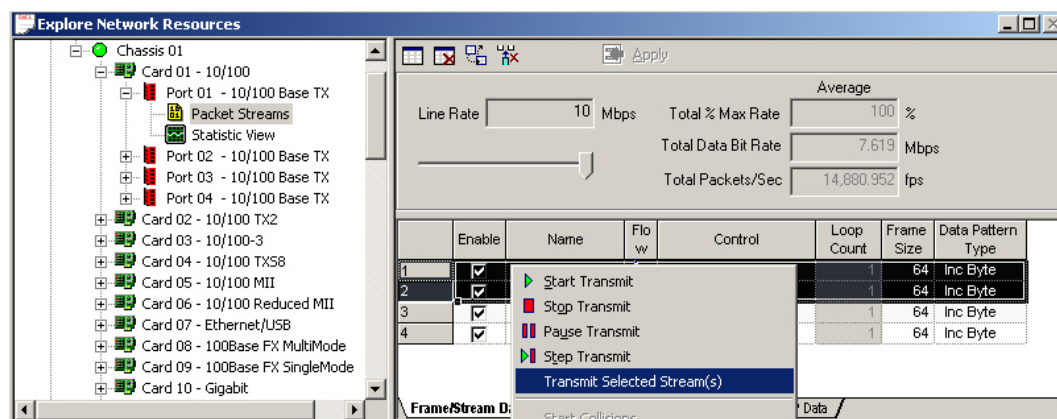 Explore Network Resources
Chassis 01
Card 01 - 10/100
Port 01 - 10/100 Base TX
Packet Streams
Statistic View
Port 02 - 10/100 Base TX
Port 03 - 10/100 Base TX
Port 04 - 10/100 Base TX
Card 02 - 10/100 TX2
Card 03 - 10/100-3
Card 04 - 10/100 TXS8
Card 05 - 10/100 MII
Card 06 - 10/100 Reduced MII
Card 07 - Ethernet/USB
Card 08 - 100Base FX MultiMode
Card 09 - 100Base FX SingleMode
Card 10 - Gigabit
Apply
Average
Line Rate 10 Mbps Total % Max Rate 100 %
Total Data Bit Rate 7.619 Mbps
Total Packets/Sec 14,880.952 fps
Enable Name Flo w Control Loop Count Frame Size Data Pattern Type
1 1 64 Inc Byte
2 1 64 Inc Byte
3 1 64 Inc Byte
4 1 64 Inc Byte
Start Transmit
Stop Transmit
Pause Transmit
Step Transmit
Transmit Selected Stream(s)
Start Collisions
Frame/Stream D
Data